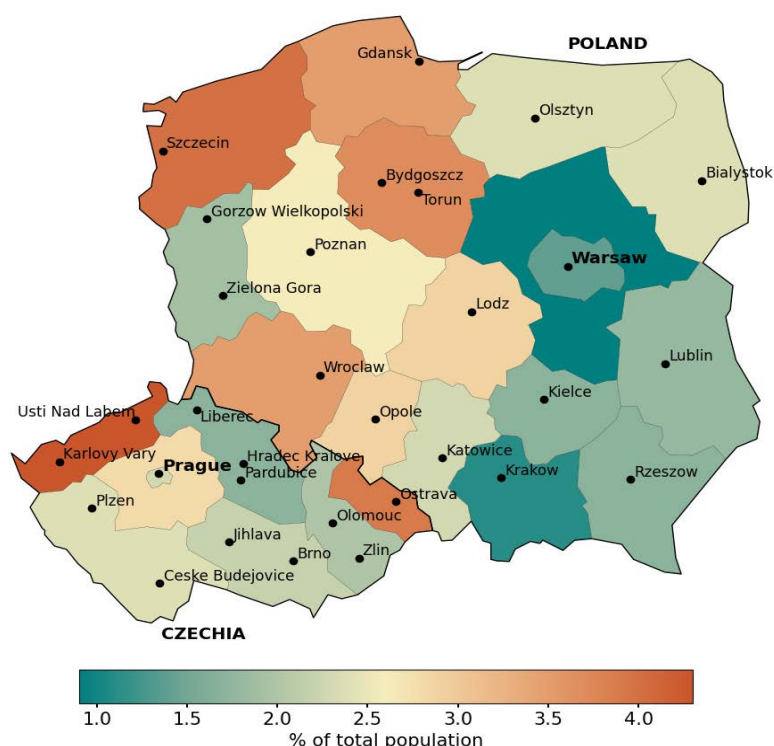 POLAND
Gdansk
Olsztyn
Szczecin
Bialystok
Bydgoszcz
Torun
Gorzow Wielkopolski
Poznan
Warsaw
Zielona Gora
Lodz
Lublin
Wroclaw
Kielce
Usti Nad Labem
Liberec
Opole
Karlovy Vary
Prague
Hradec Kralove
Pardubice
Katowice
Krakow
Rzeszow
Plzen
Ostrava
Olomouc
Jihlava
Brno
Zlin
Ceske Budejovice
CZECHIA
1.0 1.5 2.0 2.5 3.0 3.5 4.0
% of total population